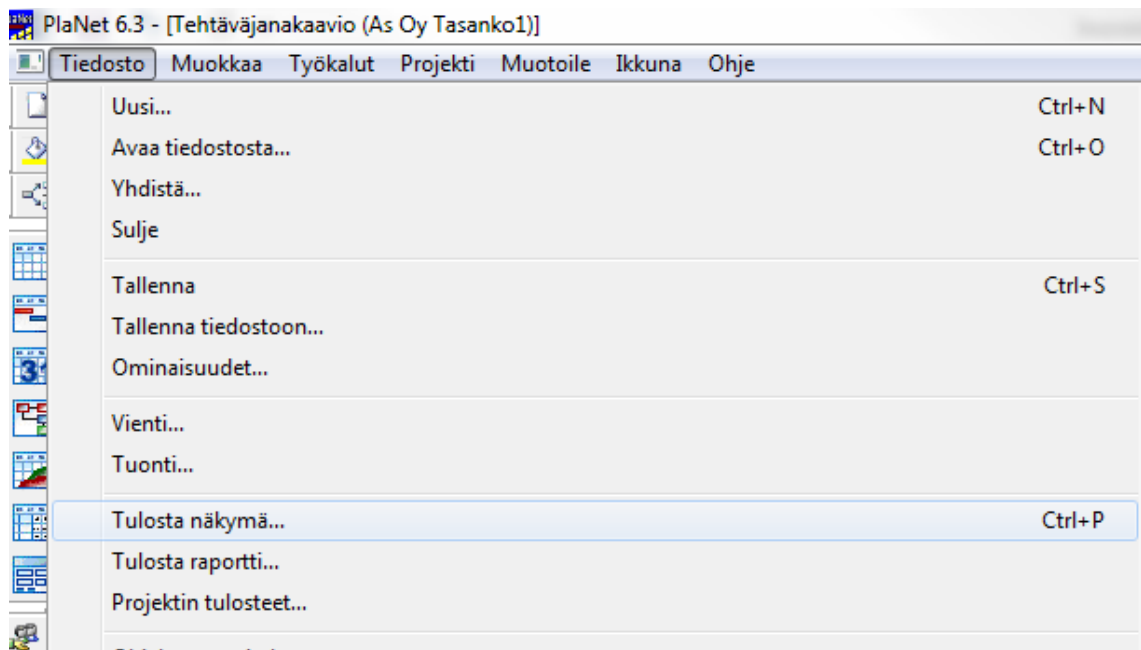 PlaNet 6.3 - [Tehtäväjanakaavio (As Oy Tasanko1)]
Tiedosto Muokkaa Työkalut Projekti Muotoile Ikkuna Ohje
Uusi... Ctrl+N
Avaa tiedostosta... Ctrl+O
Yhdistä...
Sulje
Tallenna Ctrl+S
Tallenna tiedostoon...
Ominaisuudet...
Vienti...
Tuonti...
Tulosta näkymä... Ctrl+P
Tulosta raportti...
Projektin tulosteet...